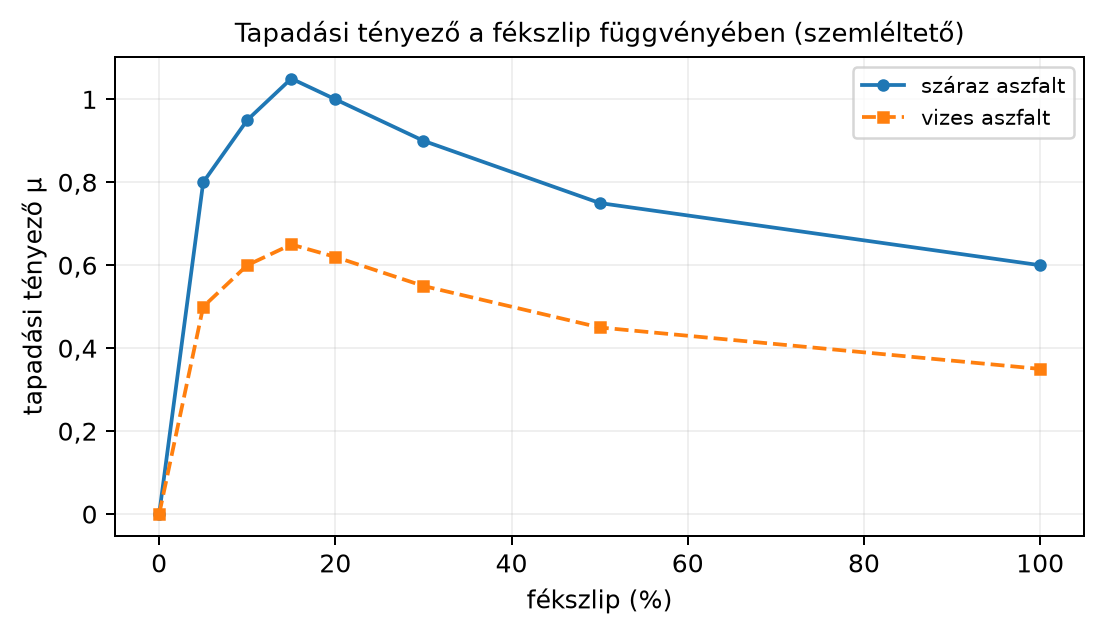 Tapadási tényező a fékszlip függvényében (szemléltető)
száraz aszfalt
vizes aszfalt
tapadási tényező μ
1
0,8
0,6
0,4
0,2
0
0 20 40 60 80 100
fékszlip (%)